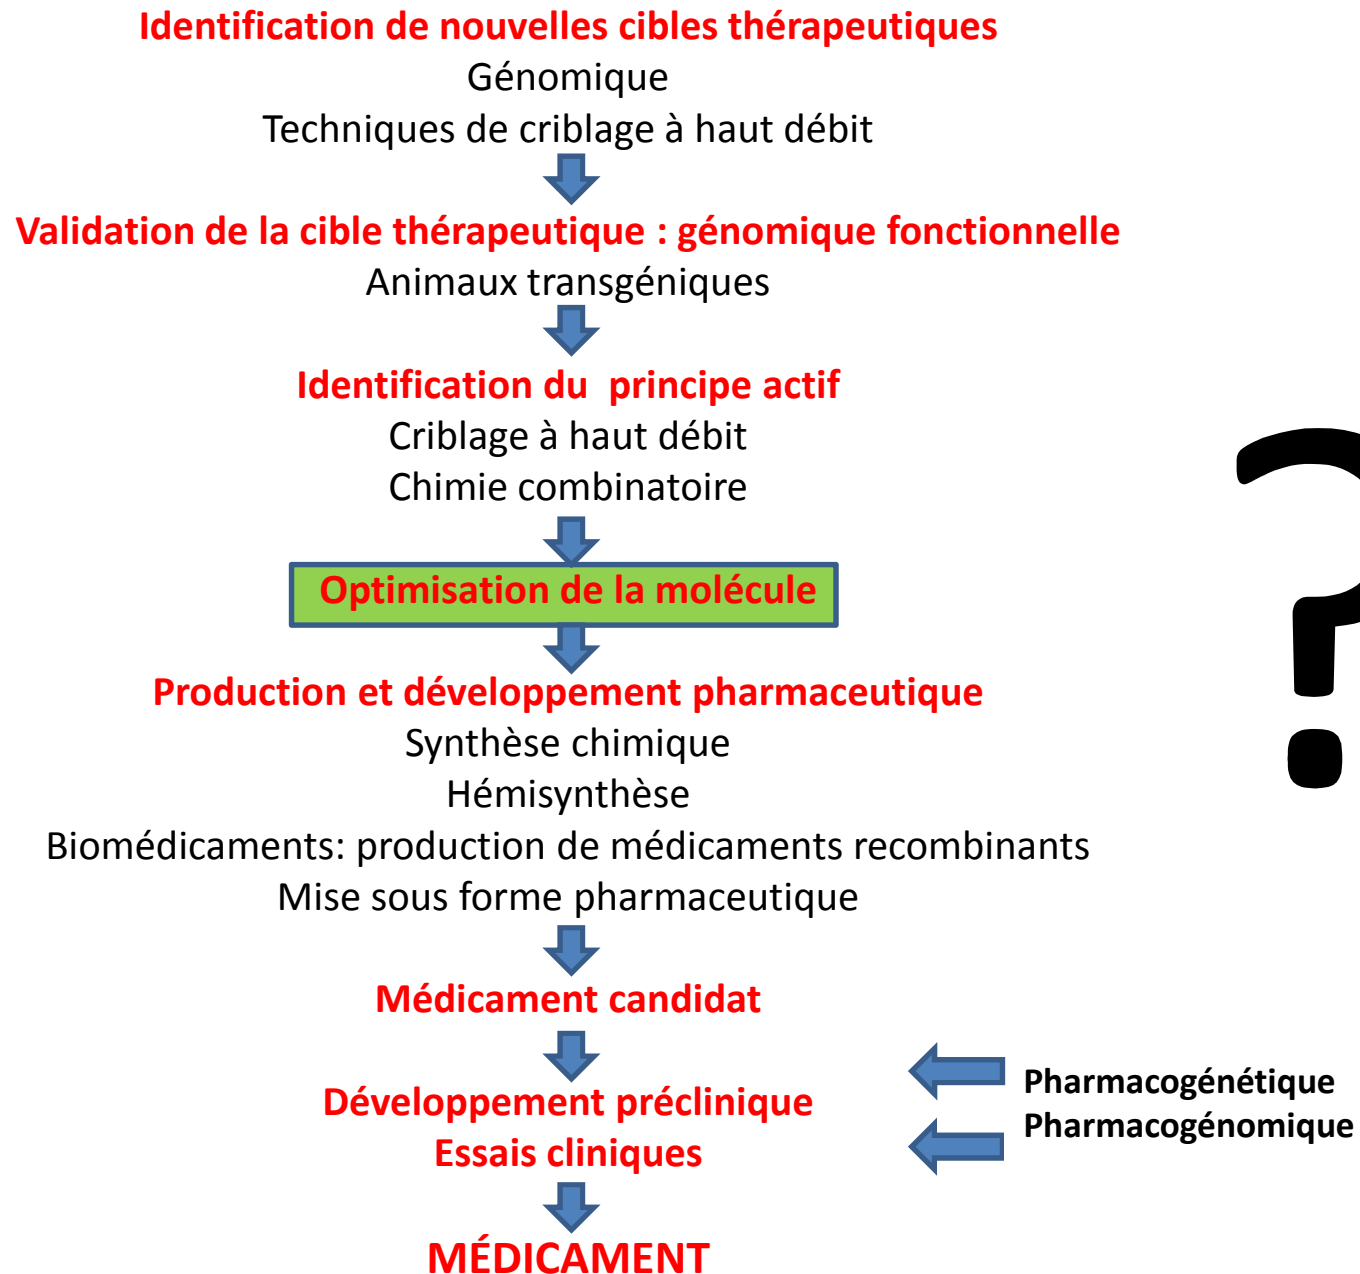 Identification de nouvelles cibles thérapeutiques
Génomique
Techniques de criblage à haut débit
Validation de la cible thérapeutique : génomique fonctionnelle
Animaux transgéniques
Identification du principe actif
Criblage à haut débit
Chimie combinatoire
Optimisation de la molécule
?
Production et développement pharmaceutique
Synthèse chimique
Hémisynthèse
Biomédicaments: production de médicaments recombinants
Mise sous forme pharmaceutique
Médicament candidat
Développement préclinique
Essais cliniques
Pharmacogénétique
Pharmacogénomique
MÉDICAMENT